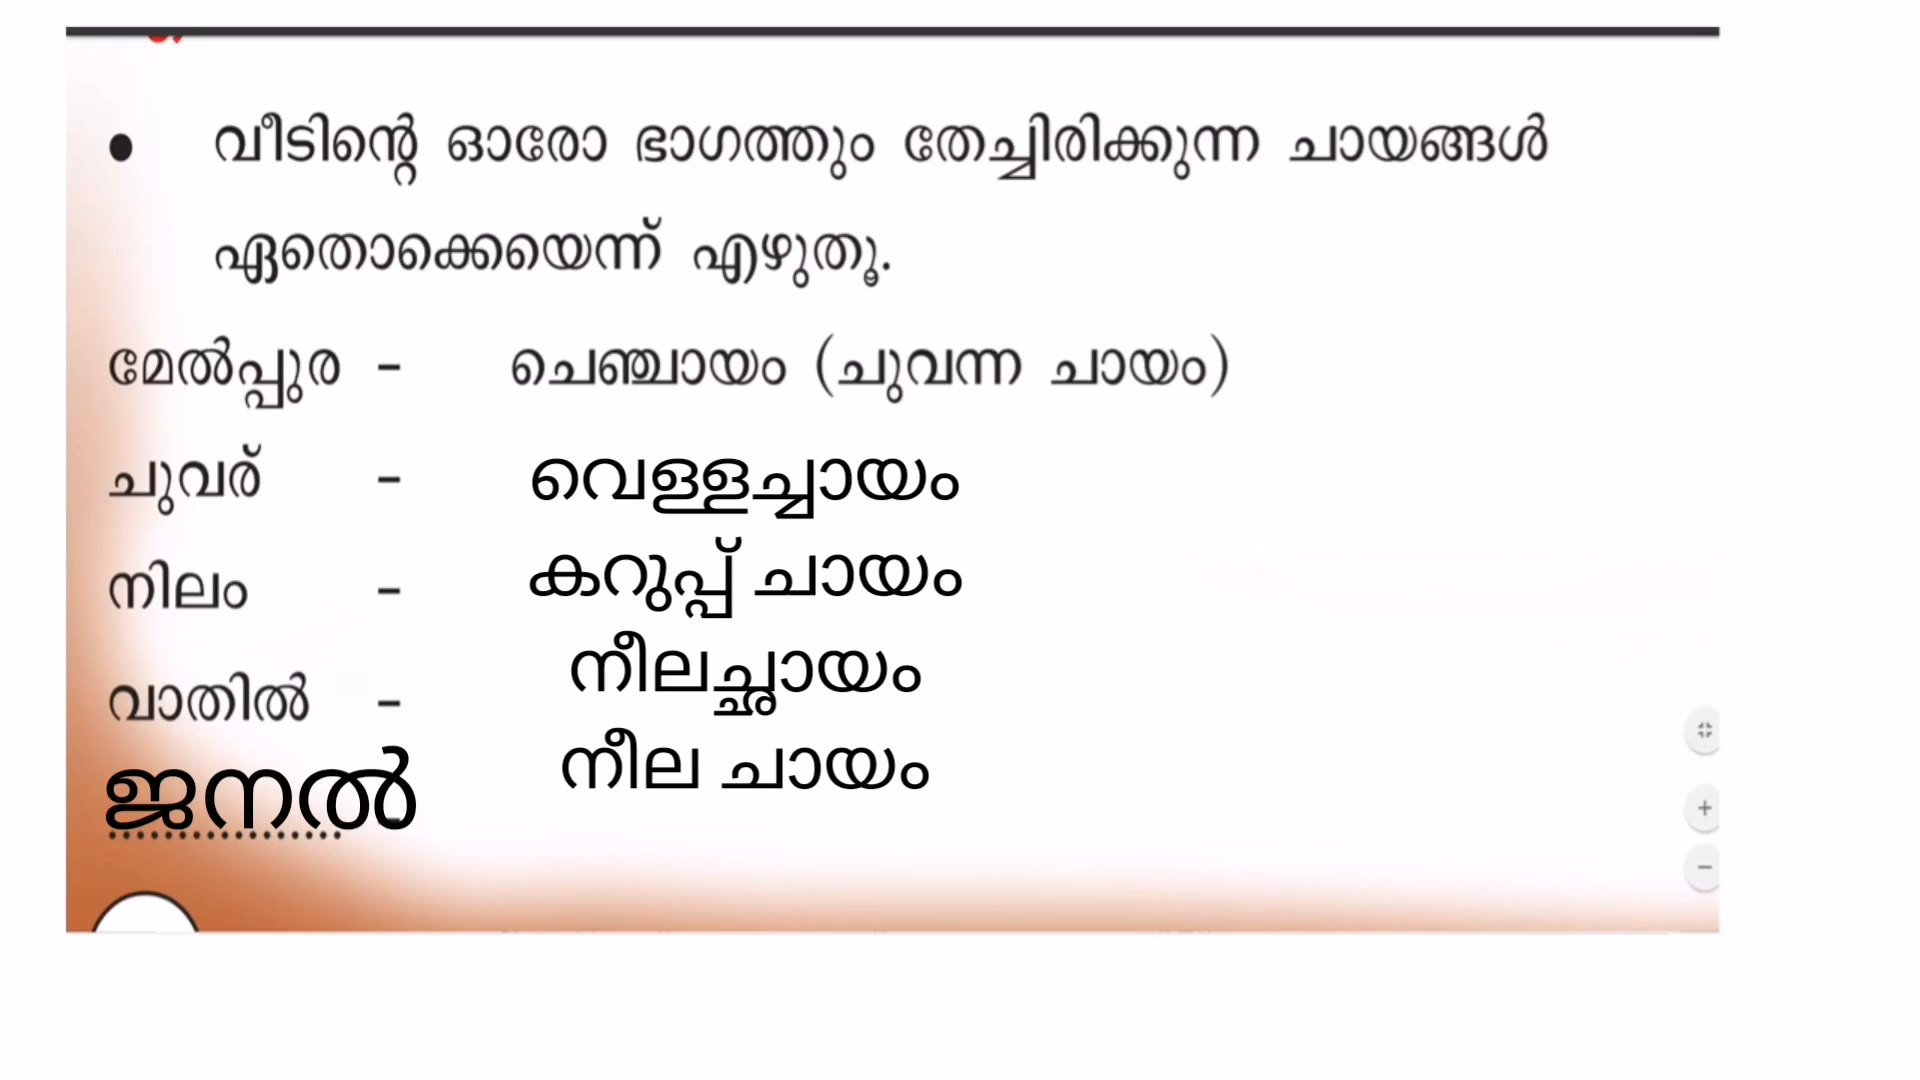 • വീടിന്റെ ഓരോ ഭാഗത്തും തേച്ചിരിക്കുന്ന ചായങ്ങൾ
ഏതൊക്കെയെന്ന് എഴുതൂ.
മേൽപ്പുര - ചെഞ്ചായം (ചുവന്ന ചായം)
ചുവര് - വെള്ളച്ചായം
നിലം - കറുപ്പ് ചായം
വാതിൽ - നീലച്ഛായം
ജനൽ നീല ചായം